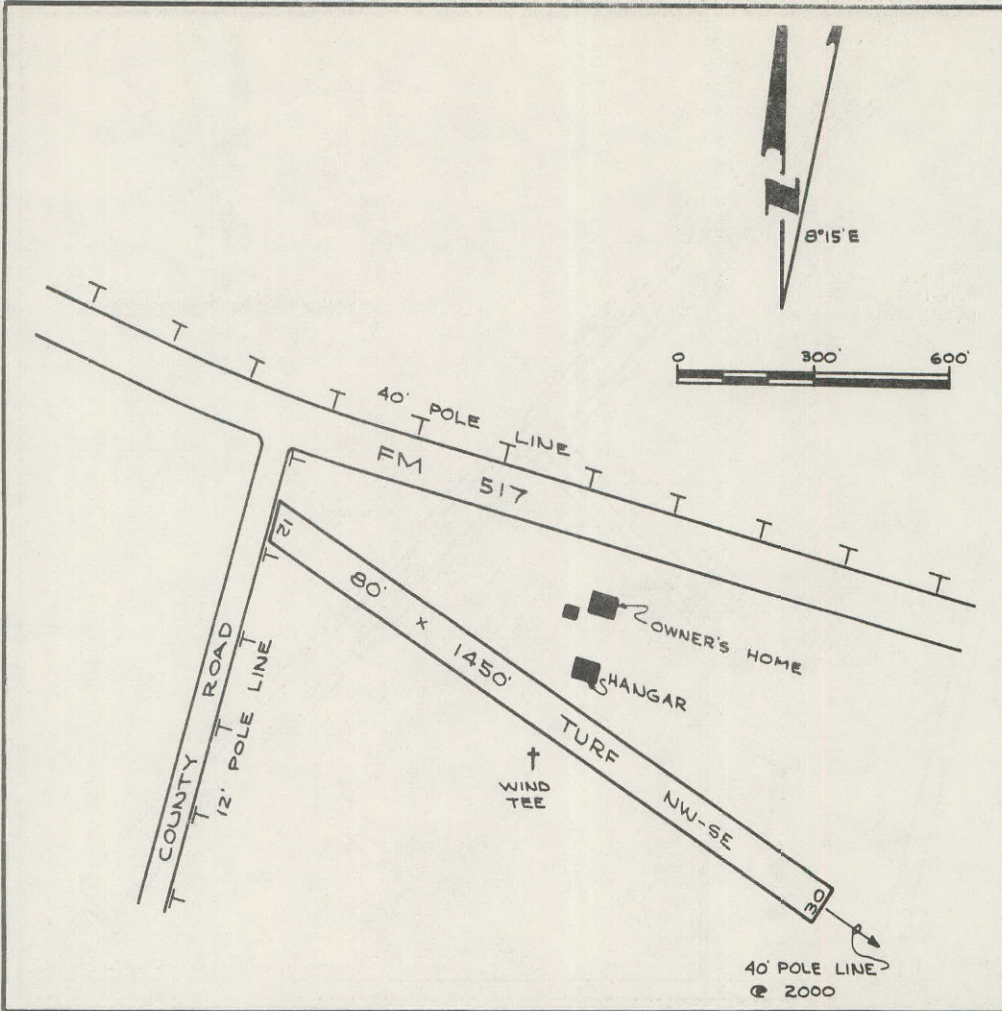 N
8°15'E
0 300' 600'
T T T T T T T T T T T
40' POLE LINE
FM 517
T
12
T
80' x 1450' TURF NW-SE
OWNER'S HOME
HANGAR
T
COUNTY ROAD
12' POLE LINE
T
T
T
WIND
TEE
30
40' POLE LINE
@ 2000